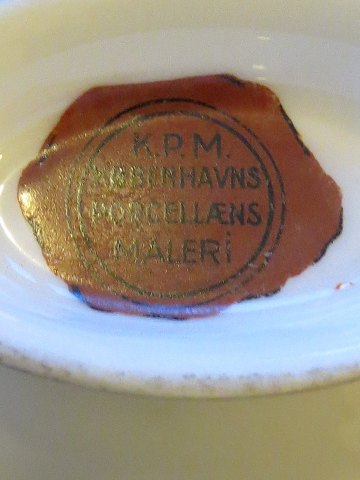 K.P.M.
KØBENHAVNS
PORCELLÆNS
MALERi